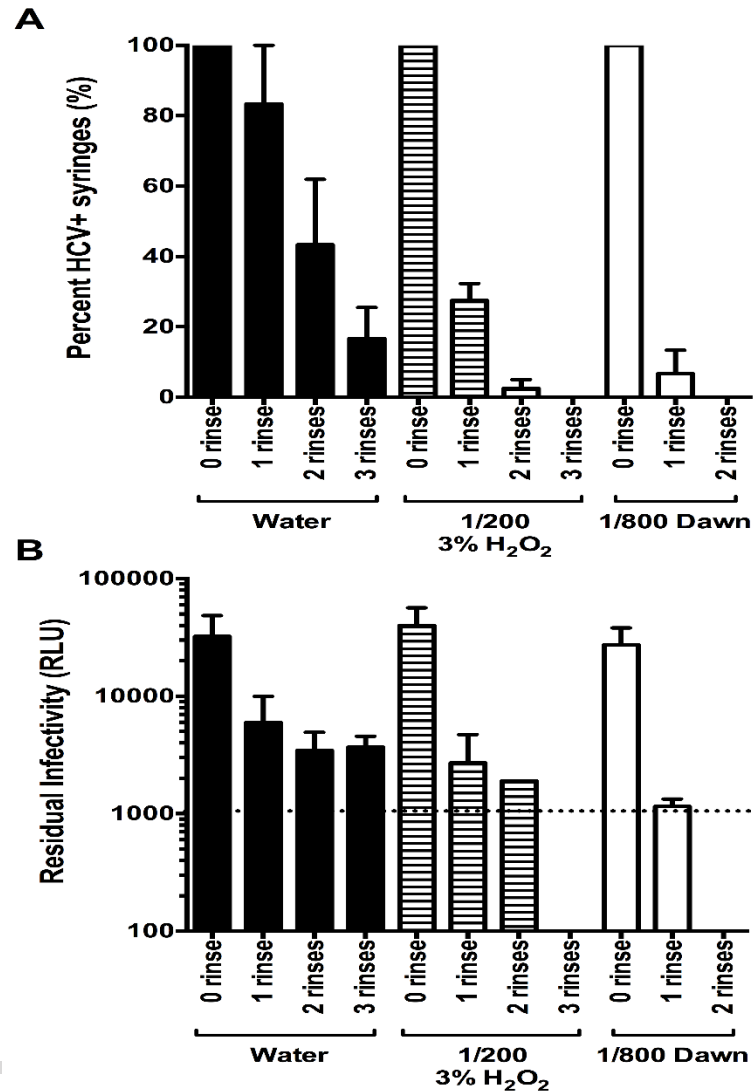 A
Percent HCV+ syringes (%)
100
80
60
40
20
0
0 rinse
1 rinse
2 rinses
3 rinses
0 rinse
1 rinse
2 rinses
3 rinses
0 rinse
1 rinse
2 rinses
Water
1/200
3% H₂O₂
1/800 Dawn
B
Residual Infectivity (RLU)
100000
10000
1000
100
0 rinse
1 rinse
2 rinses
3 rinses
0 rinse
1 rinse
2 rinses
3 rinses
0 rinse
1 rinse
2 rinses
Water
1/200
3% H₂O₂
1/800 Dawn